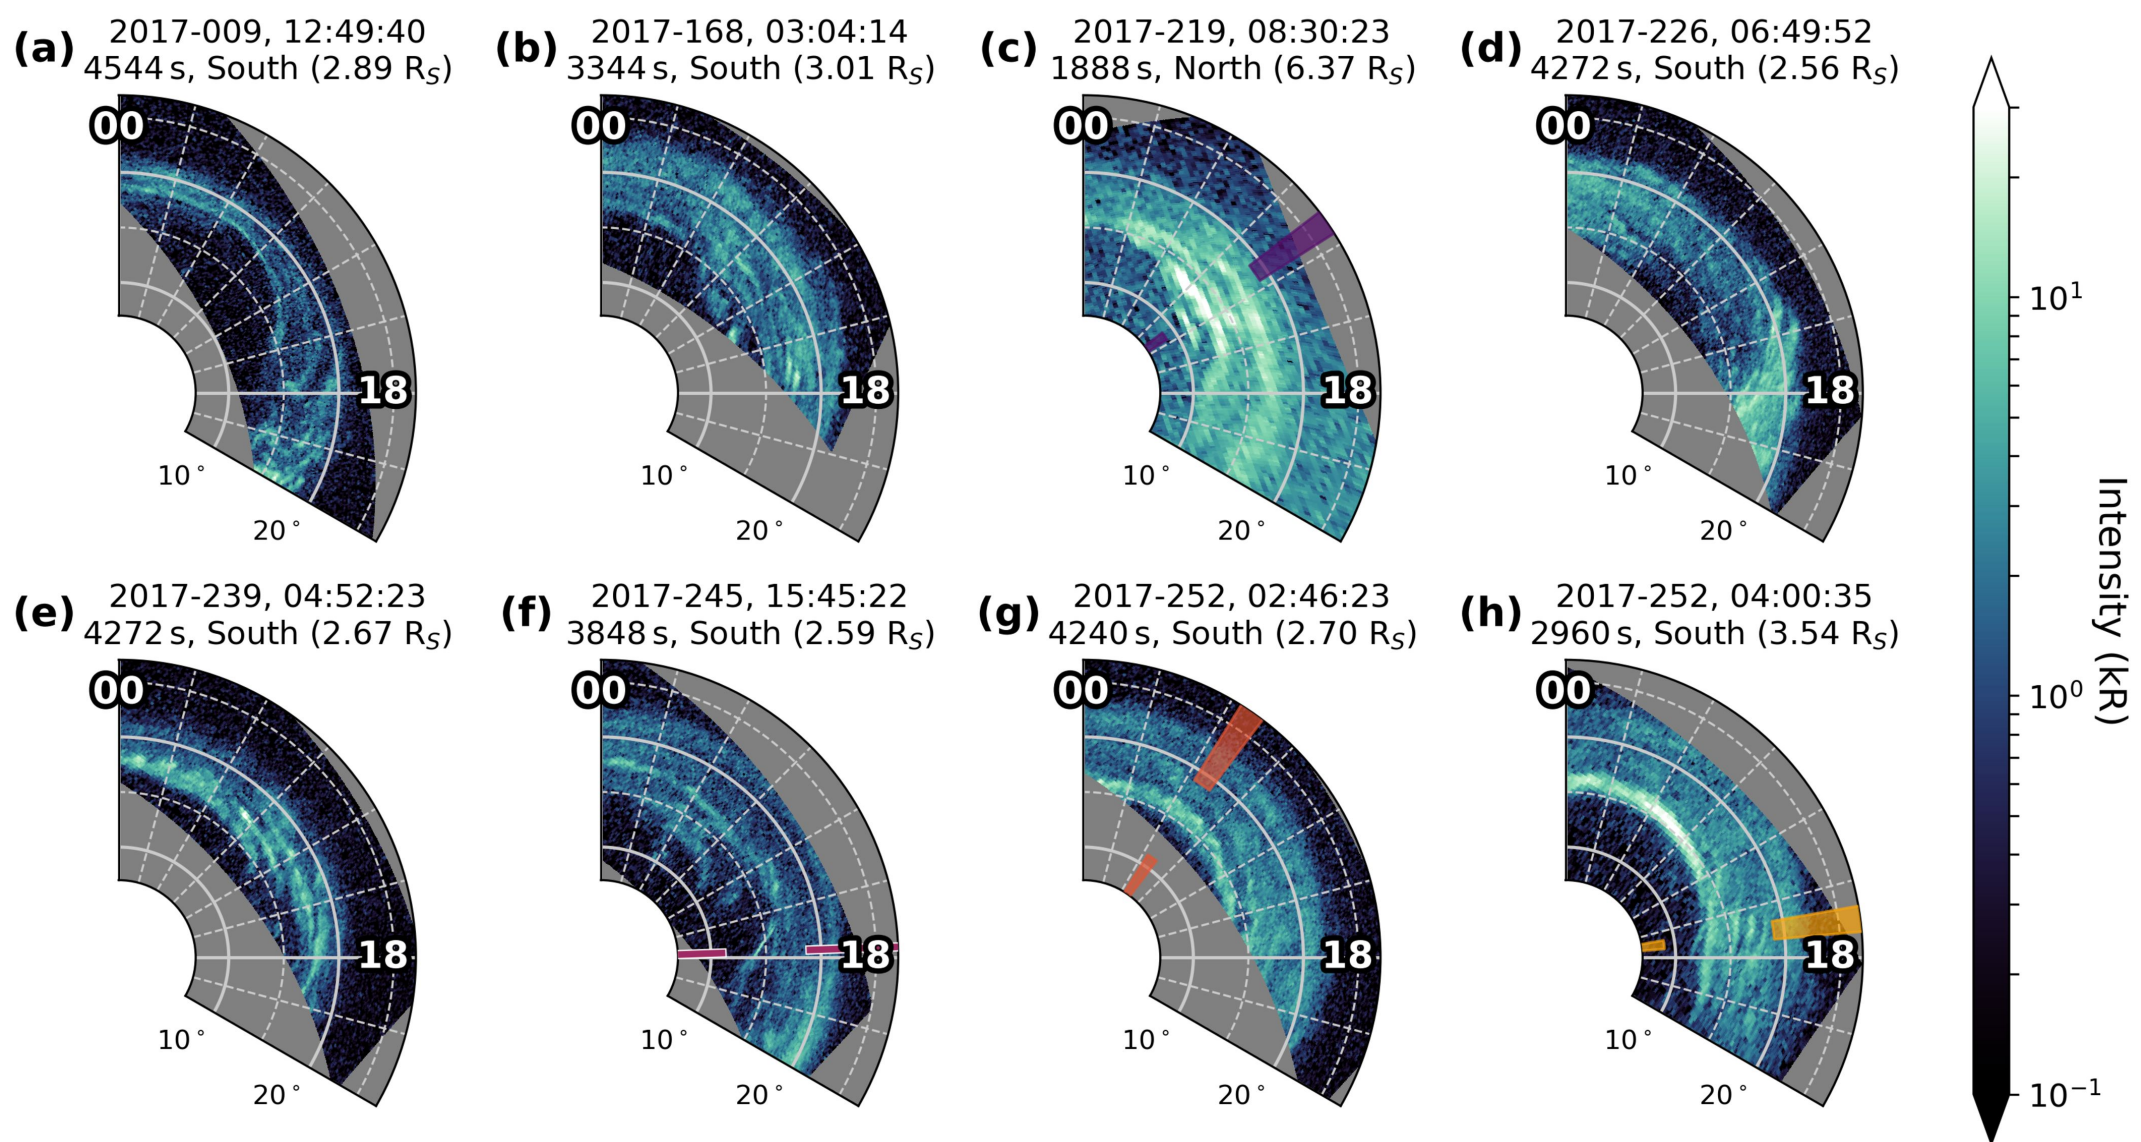 (a) 2017-009, 12:49:40
4544 s, South (2.89 R_S)
00
18
10°
20°
(b) 2017-168, 03:04:14
3344 s, South (3.01 R_S)
00
18
10°
20°
(c) 2017-219, 08:30:23
1888 s, North (6.37 R_S)
00
18
10°
20°
(d) 2017-226, 06:49:52
4272 s, South (2.56 R_S)
00
18
10°
20°
(e) 2017-239, 04:52:23
4272 s, South (2.67 R_S)
00
18
10°
20°
(f) 2017-245, 15:45:22
3848 s, South (2.59 R_S)
00
18
10°
20°
(g) 2017-252, 02:46:23
4240 s, South (2.70 R_S)
00
18
10°
20°
(h) 2017-252, 04:00:35
2960 s, South (3.54 R_S)
00
18
10°
20°
10¹
10⁰
10⁻¹
Intensity (kR)